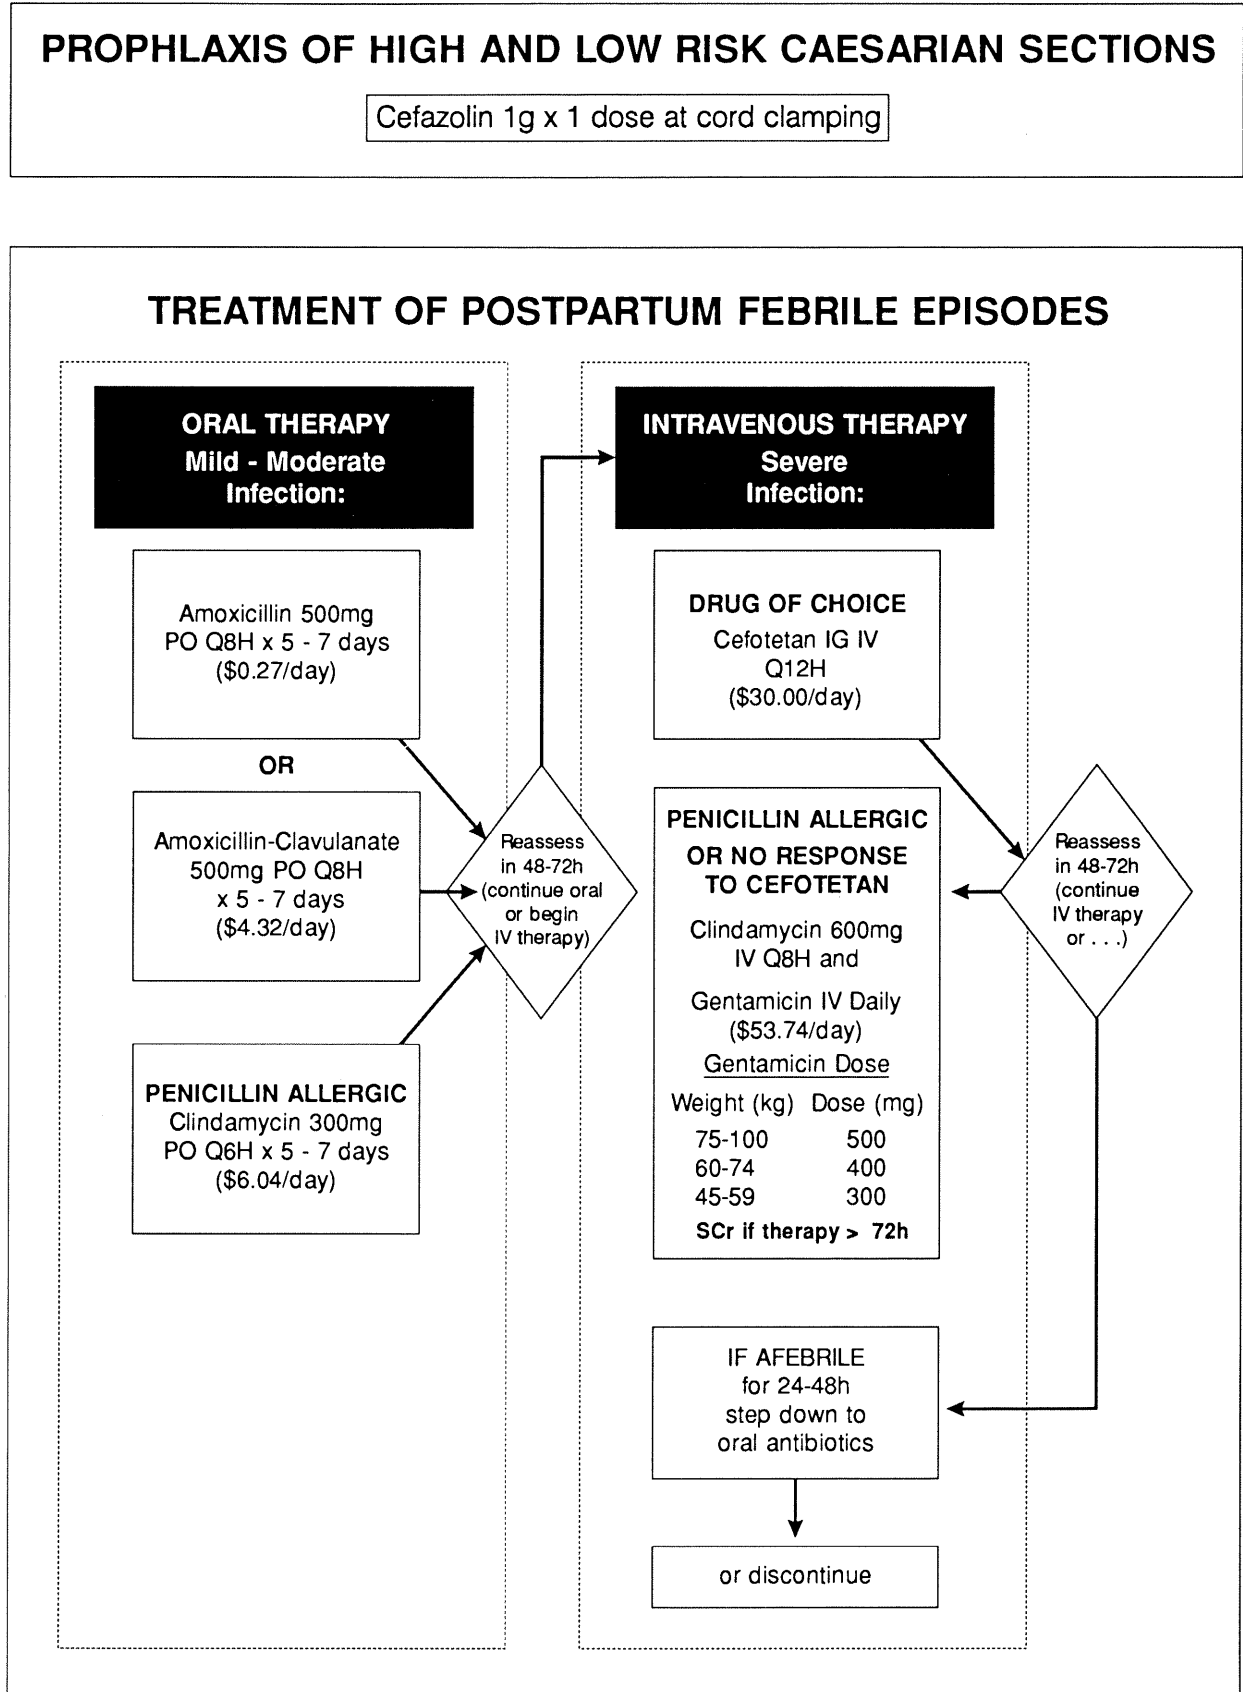 PROPHLAXIS OF HIGH AND LOW RISK CAESARIAN SECTIONS
Cefazolin 1g x 1 dose at cord clamping
TREATMENT OF POSTPARTUM FEBRILE EPISODES
ORAL THERAPY
Mild - Moderate
Infection:
Amoxicillin 500mg
PO Q8H x 5 - 7 days
($0.27/day)
OR
Amoxicillin-Clavulanate
500mg PO Q8H
x 5 - 7 days
($4.32/day)
PENICILLIN ALLERGIC
Clindamycin 300mg
PO Q6H x 5 - 7 days
($6.04/day)
Reassess
in 48-72h
(continue oral
or begin
IV therapy)
INTRAVENOUS THERAPY
Severe
Infection:
DRUG OF CHOICE
Cefotetan IG IV
Q12H
($30.00/day)
PENICILLIN ALLERGIC
OR NO RESPONSE
TO CEFOTETAN
Clindamycin 600mg
IV Q8H and
Gentamicin IV Daily
($53.74/day)
Gentamicin Dose
Weight (kg) Dose (mg)
75-100 500
60-74 400
45-59 300
SCr if therapy > 72h
Reassess
in 48-72h
(continue
IV therapy
or . . .)
IF AFEBRILE
for 24-48h
step down to
oral antibiotics
or discontinue